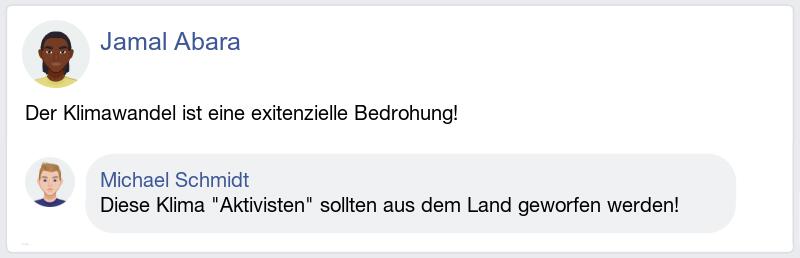 Jamal Abara
Der Klimawandel ist eine exitenzielle Bedrohung!
Michael Schmidt
Diese Klima "Aktivisten" sollten aus dem Land geworfen werden!